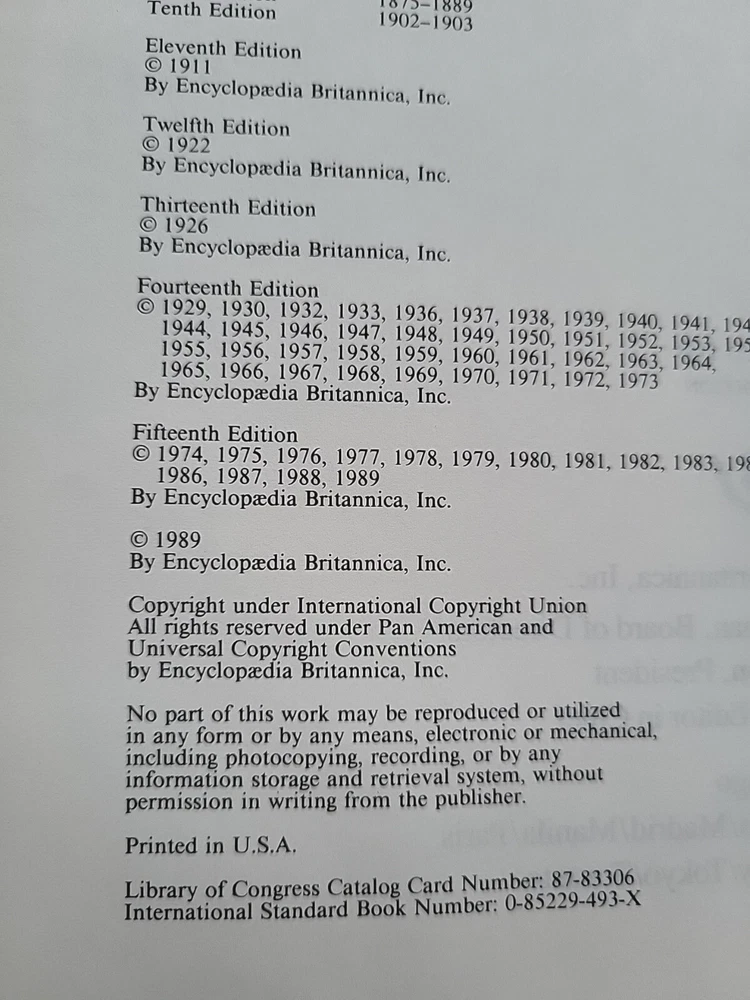 1875–1889
Tenth Edition 1902–1903
Eleventh Edition
© 1911
By Encyclopædia Britannica, Inc.
Twelfth Edition
© 1922
By Encyclopædia Britannica, Inc.
Thirteenth Edition
© 1926
By Encyclopædia Britannica, Inc.
Fourteenth Edition
© 1929, 1930, 1932, 1933, 1936, 1937, 1938, 1939, 1940, 1941,
1944, 1945, 1946, 1947, 1948, 1949, 1950, 1951, 1952, 1953,
1955, 1956, 1957, 1958, 1959, 1960, 1961, 1962, 1963, 1964,
1965, 1966, 1967, 1968, 1969, 1970, 1971, 1972, 1973
By Encyclopædia Britannica, Inc.
Fifteenth Edition
© 1974, 1975, 1976, 1977, 1978, 1979, 1980, 1981, 1982, 1983,
1986, 1987, 1988, 1989
By Encyclopædia Britannica, Inc.
© 1989
By Encyclopædia Britannica, Inc.
Copyright under International Copyright Union
All rights reserved under Pan American and
Universal Copyright Conventions
by Encyclopædia Britannica, Inc.
No part of this work may be reproduced or utilized
in any form or by any means, electronic or mechanical,
including photocopying, recording, or by any
information storage and retrieval system, without
permission in writing from the publisher.
Printed in U.S.A.
Library of Congress Catalog Card Number: 87-83306
International Standard Book Number: 0-85229-493-X